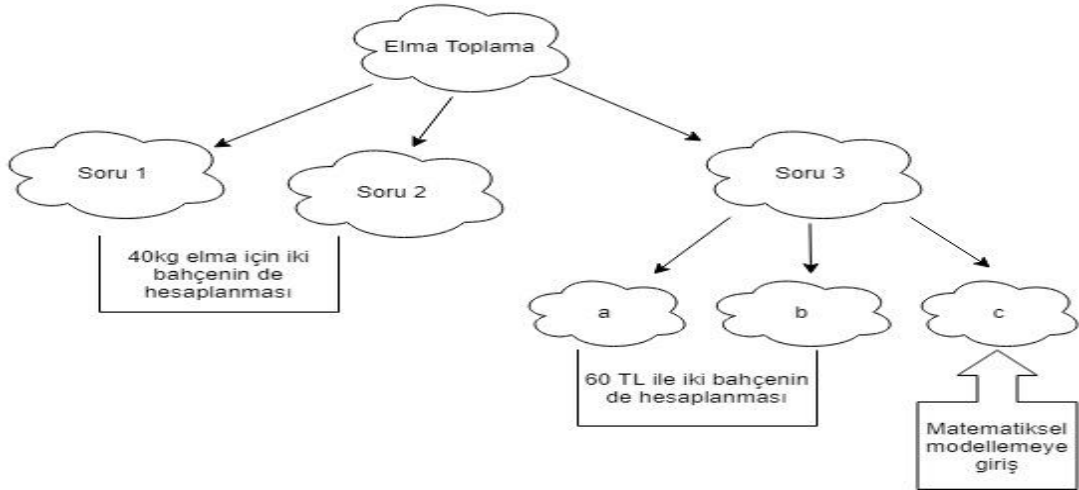 Elma Toplama
Soru 1
Soru 2
Soru 3
40kg elma için iki
bahçenin de
hesaplanması
a
b
c
60 TL ile iki bahçenin
de hesaplanması
Matematiksel
modellemeye
giriş